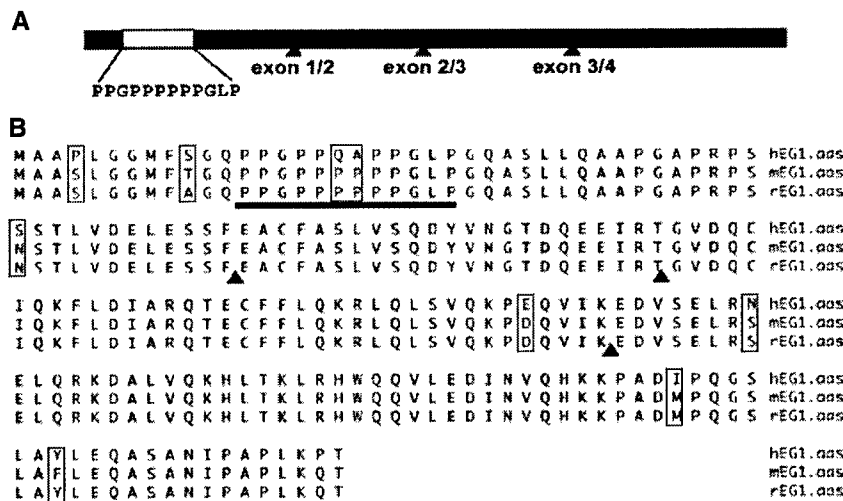 A
exon 1/2 exon 2/3 exon 3/4
PPGPPPPPPGLP
B
M A A P L G G M F S G Q P P G P P Q A P P G L P G Q A S L L Q A A P G A P R P S hEG1.aas
M A A S L G G M F T G Q P P G P P P P P P G L P G Q A S L L Q A A P G A P R P S mEG1.aas
M A A S L G G M F A G Q P P G P P P P P P G L P G Q A S L L Q A A P G A P R P S rEG1.aas
S S T L V D E L E S S F E A C F A S L V S Q D Y V N G T D Q E E I R T G V D Q C hEG1.aas
N S T L V D E L E S S F E A C F A S L V S Q D Y V N G T D Q E E I R T G V D Q C mEG1.aas
N S T L V D E L E S S F E A C F A S L V S Q D Y V N G T D Q E E I R T G V D Q C rEG1.aas
I Q K F L D I A R Q T E C F F L Q K R L Q L S V Q K P E Q V I K E D V S E L R N hEG1.aas
I Q K F L D I A R Q T E C F F L Q K R L Q L S V Q K P D Q V I K E D V S E L R S mEG1.aas
I Q K F L D I A R Q T E C F F L Q K R L Q L S V Q K P D Q V I K E D V S E L R S rEG1.aas
E L Q R K D A L V Q K H L T K L R H W Q Q V L E D I N V Q H K K P A D I P Q G S hEG1.aas
E L Q R K D A L V Q K H L T K L R H W Q Q V L E D I N V Q H K K P A D M P Q G S mEG1.aas
E L Q R K D A L V Q K H L T K L R H W Q Q V L E D I N V Q H K K P A D M P Q G S rEG1.aas
L A Y L E Q A S A N I P A P L K P T hEG1.aas
L A F L E Q A S A N I P A P L K Q T mEG1.aas
L A Y L E Q A S A N I P A P L K Q T rEG1.aas